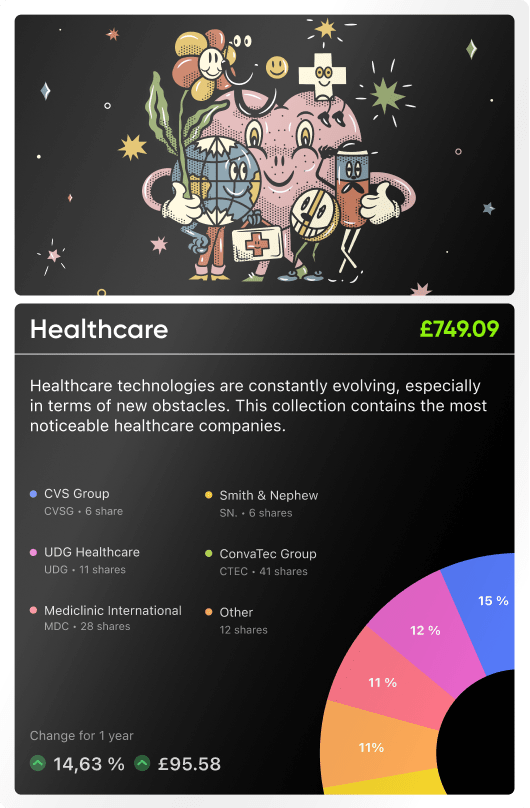 Healthcare
£749.09
Healthcare technologies are constantly evolving, especially
in terms of new obstacles. This collection contains the most
noticeable healthcare companies.
CVS Group
CVSG • 6 share
Smith & Nephew
SN. • 6 shares
UDG Healthcare
UDG • 11 shares
ConvaTec Group
CTEC • 41 shares
Mediclinic International
MDC • 28 shares
Other
12 shares
15 %
12 %
11 %
11%
Change for 1 year
14,63 %
£95.58